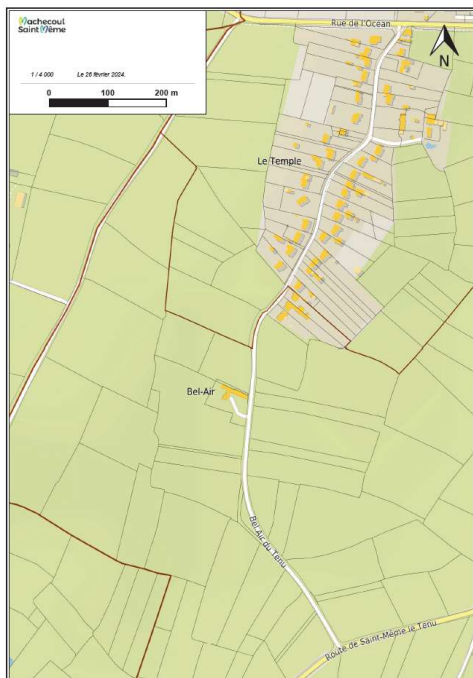 Machecoul
Saint Même
1 / 4 000 Le 26 février 2024.
0 100 200 m
Rue de l'Océan
N
Le Temple
Bel-Air
Bel Air du Tenu
Route de Saint-Même le Tenu